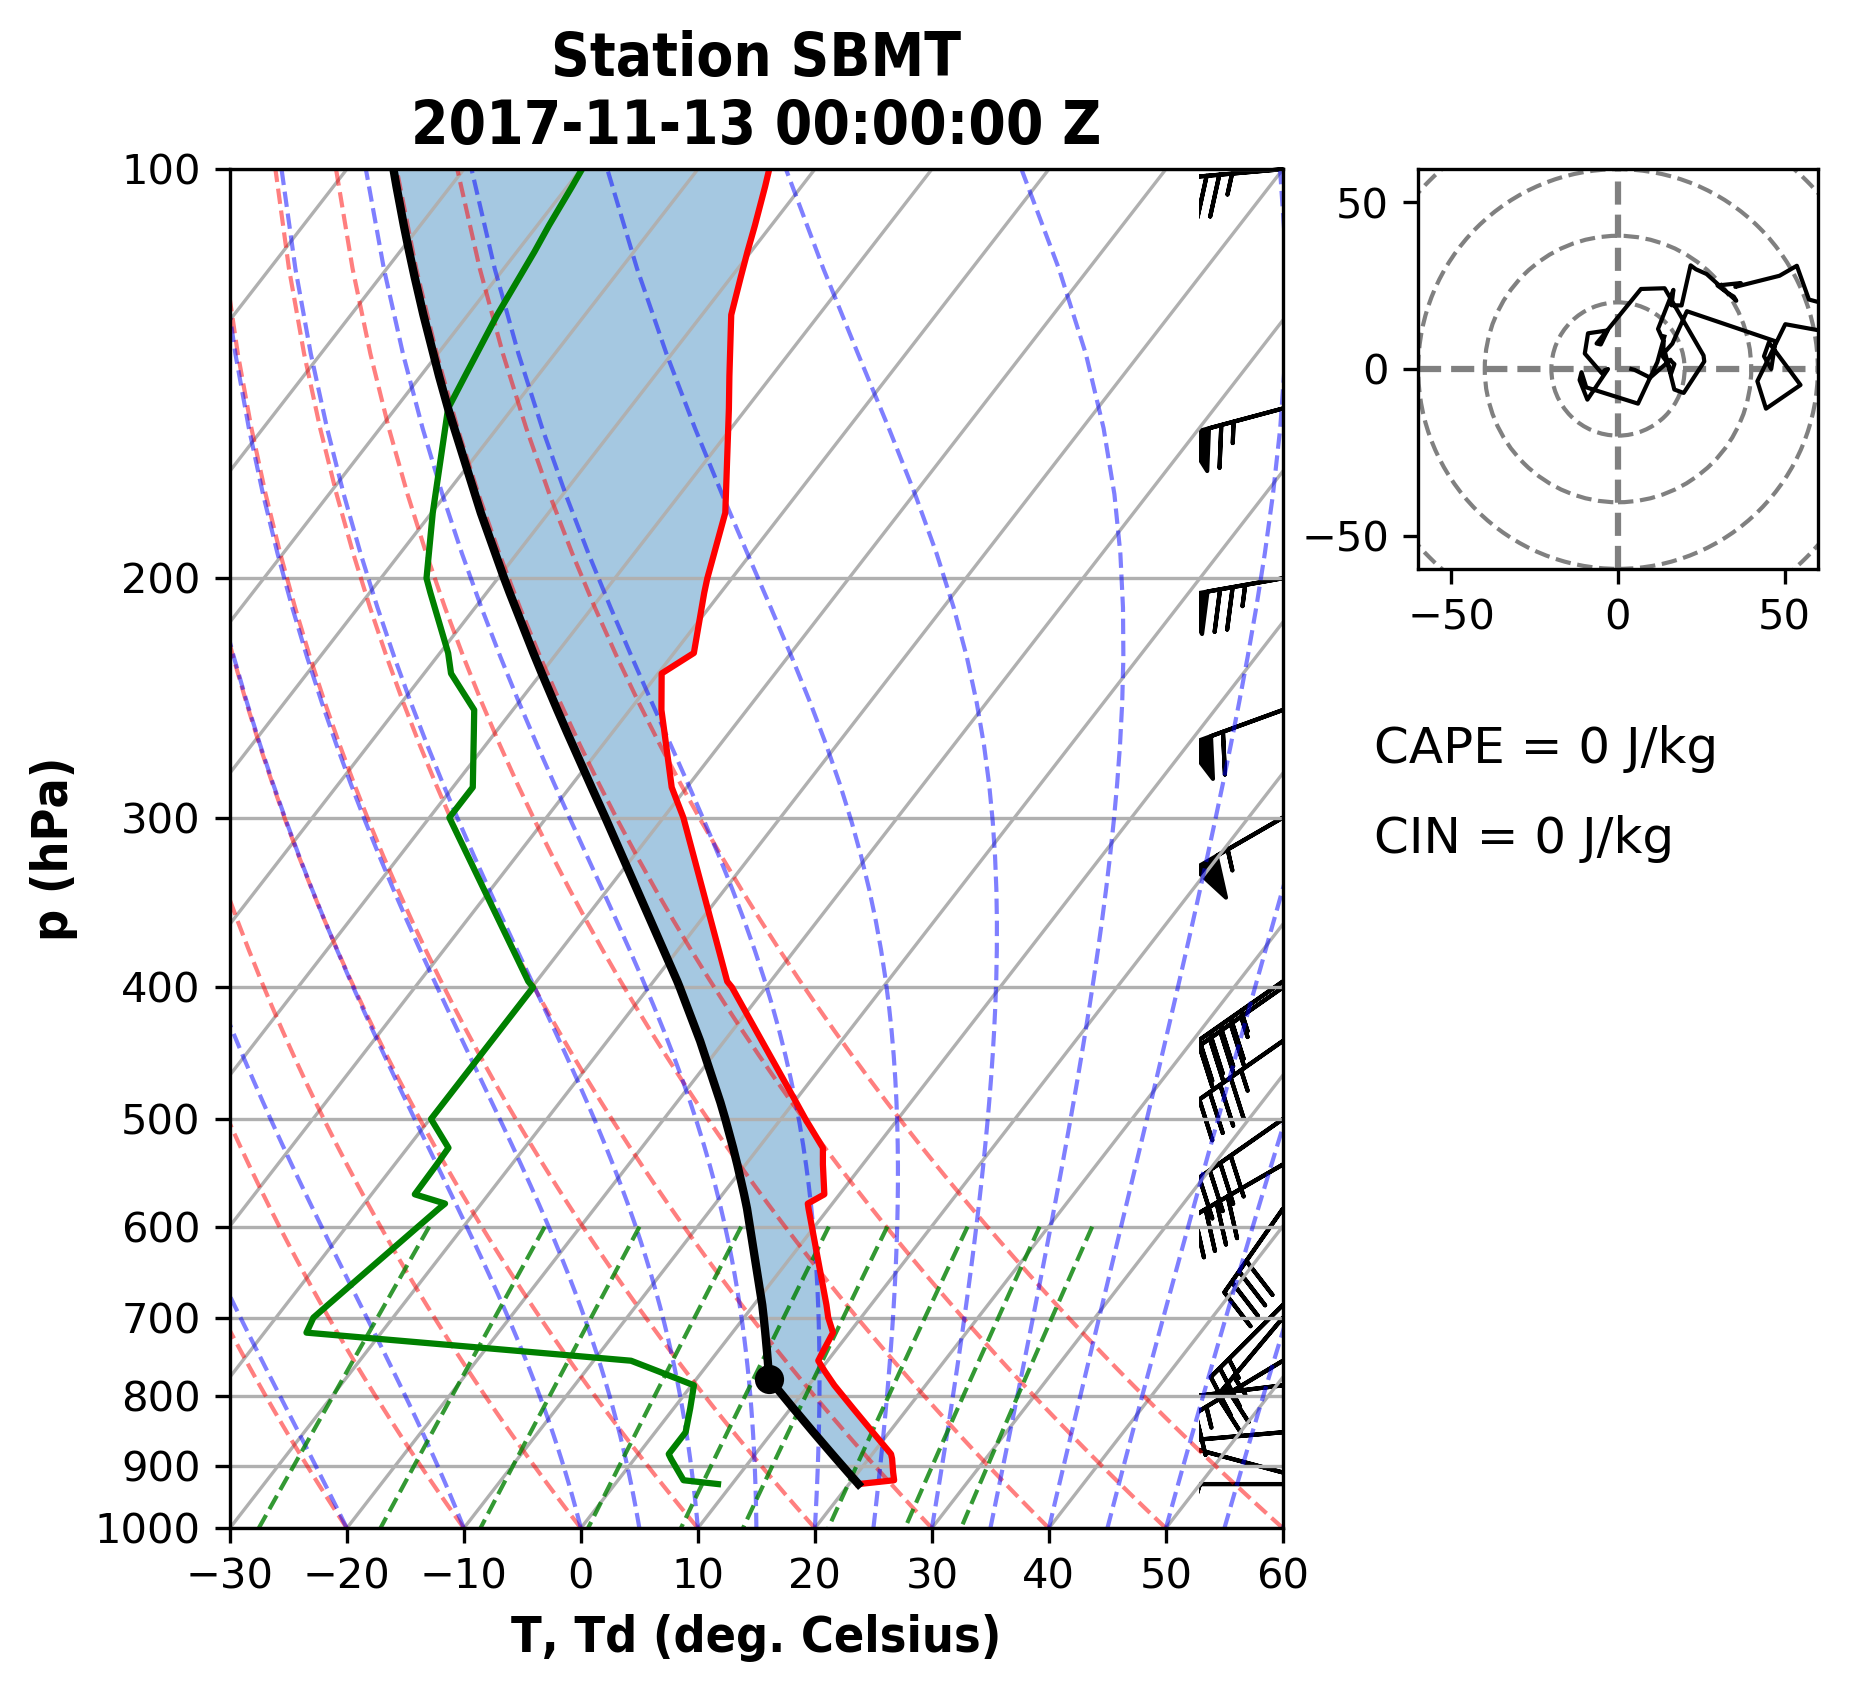 Station SBMT
2017-11-13 00:00:00 Z
100
200
300
400
500
600
700
800
900
1000
p (hPa)
−30 −20 −10 0 10 20 30 40 50 60
T, Td (deg. Celsius)
50
0
−50
−50 0 50
CAPE = 0 J/kg
CIN = 0 J/kg